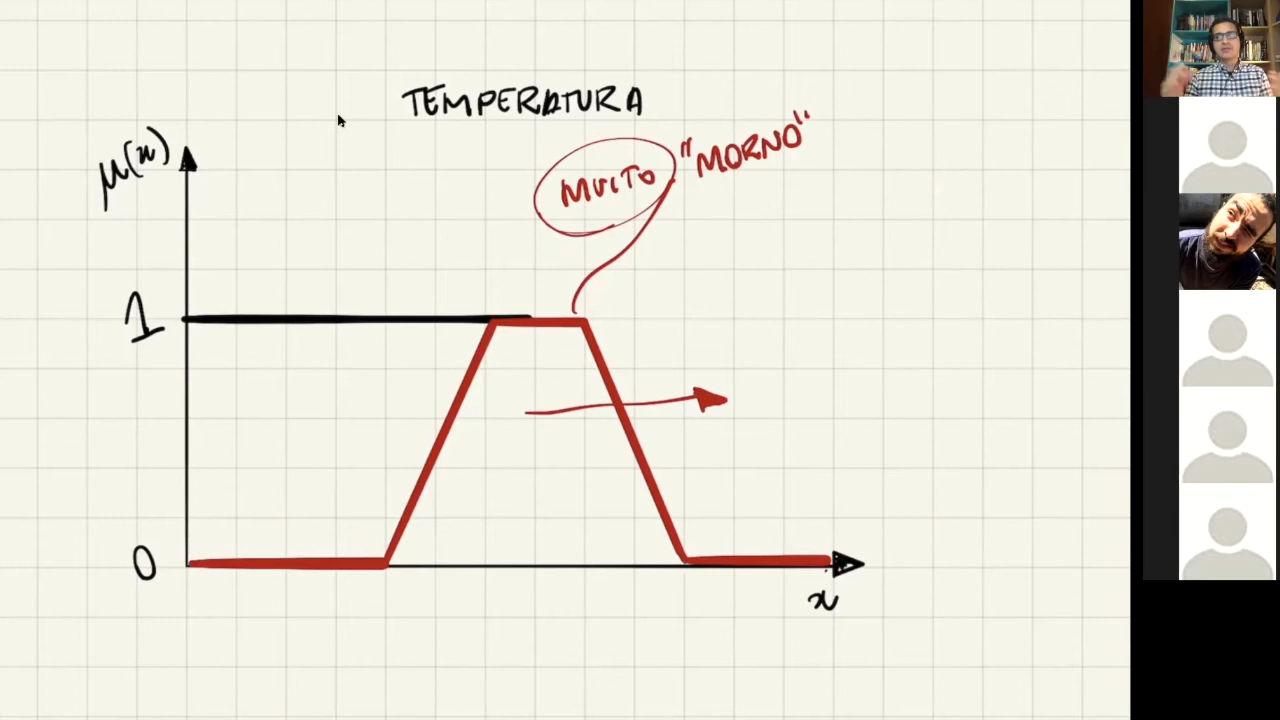 TEMPERATURA
MUITO "MORNO"
μ(x)
1
0
x